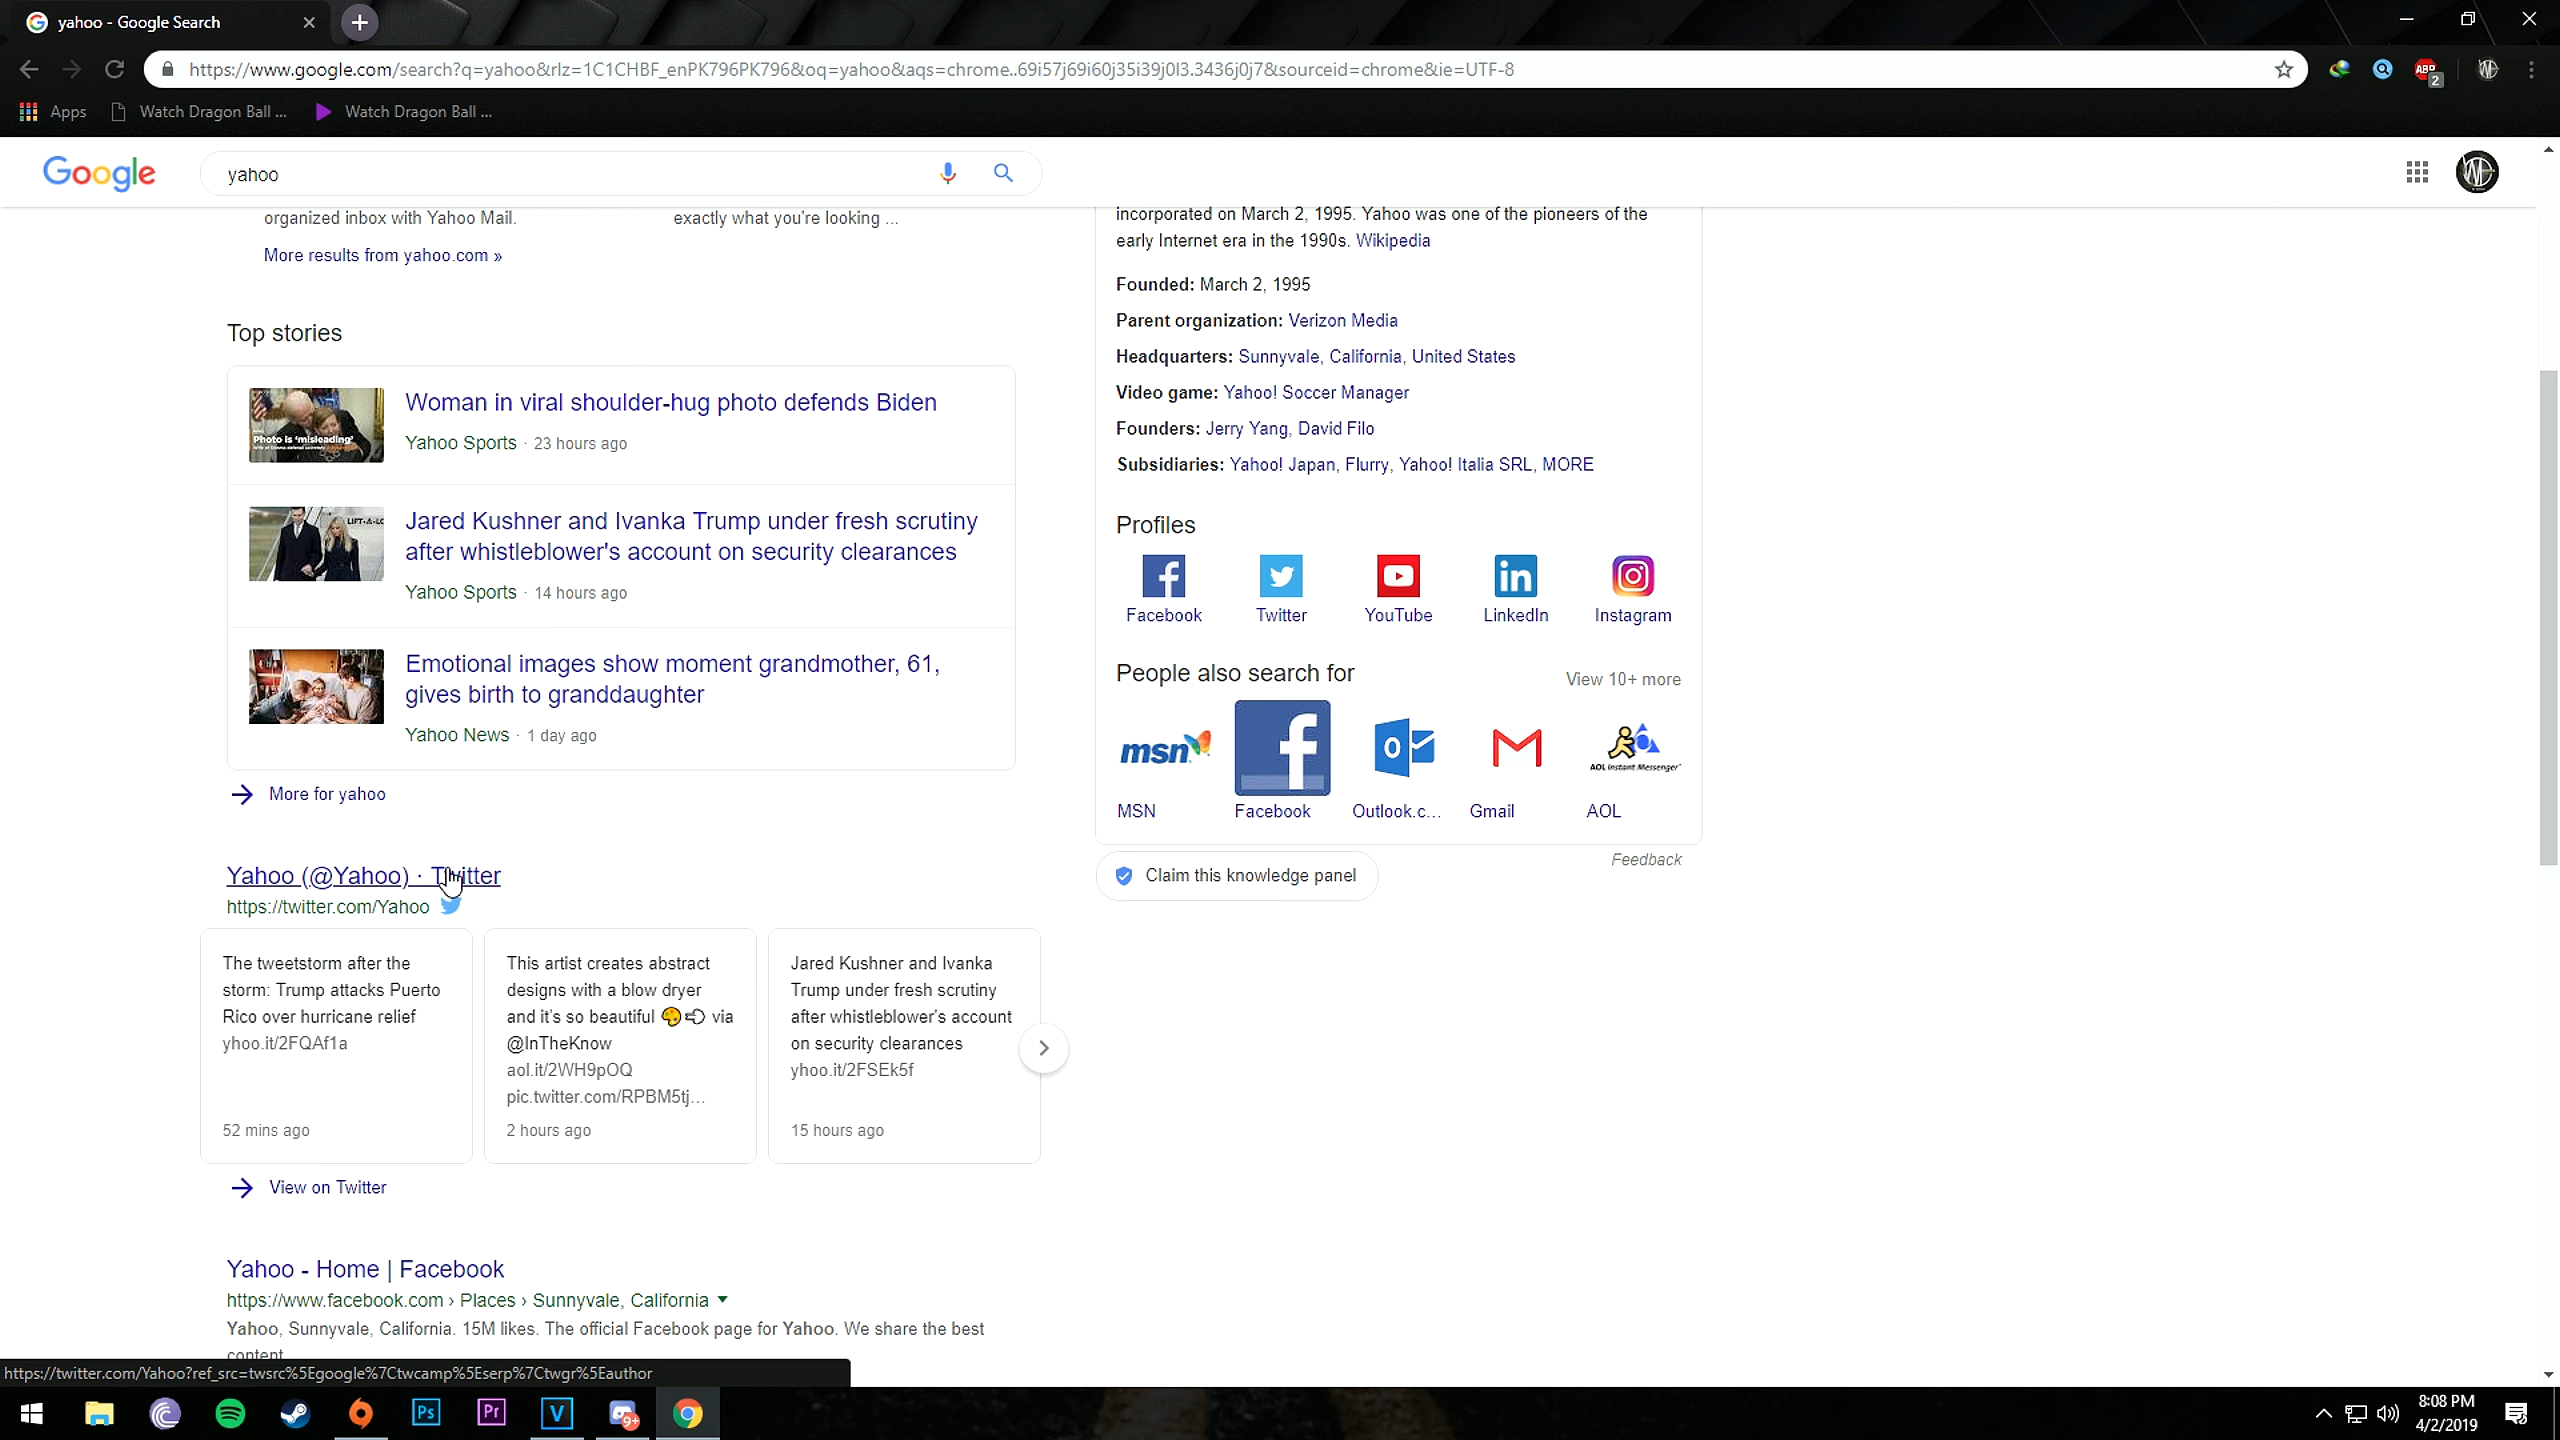 yahoo - Google Search
https://www.google.com/search?q=yahoo&rlz=1C1CHBF_enPK796PK796&oq=yahoo&aqs=chrome..69i57j69i60j35i39j0l3.3436j0j7&sourceid=chrome&ie=UTF-8
ABP
2
Apps
Watch Dragon Ball ...
Watch Dragon Ball ...
Google
yahoo
organized inbox with Yahoo Mail.
exactly what you're looking ...
More results from yahoo.com »
Top stories
Photo is 'misleading'
Woman in viral shoulder-hug photo defends Biden
Yahoo Sports · 23 hours ago
Jared Kushner and Ivanka Trump under fresh scrutiny
after whistleblower's account on security clearances
Yahoo Sports · 14 hours ago
Emotional images show moment grandmother, 61,
gives birth to granddaughter
Yahoo News · 1 day ago
More for yahoo
Yahoo (@Yahoo) · Twitter
https://twitter.com/Yahoo
The tweetstorm after the
storm: Trump attacks Puerto
Rico over hurricane relief
yhoo.it/2FQAf1a
52 mins ago
This artist creates abstract
designs with a blow dryer
and it's so beautiful 🎨💨 via
@InTheKnow
aol.it/2WH9pOQ
pic.twitter.com/RPBM5tj...
2 hours ago
Jared Kushner and Ivanka
Trump under fresh scrutiny
after whistleblower's account
on security clearances
yhoo.it/2FSEk5f
15 hours ago
View on Twitter
Yahoo - Home | Facebook
https://www.facebook.com › Places › Sunnyvale, California
Yahoo, Sunnyvale, California. 15M likes. The official Facebook page for Yahoo. We share the best
content
incorporated on March 2, 1995. Yahoo was one of the pioneers of the
early Internet era in the 1990s. Wikipedia
Founded: March 2, 1995
Parent organization: Verizon Media
Headquarters: Sunnyvale, California, United States
Video game: Yahoo! Soccer Manager
Founders: Jerry Yang, David Filo
Subsidiaries: Yahoo! Japan, Flurry, Yahoo! Italia SRL, MORE
Profiles
Facebook
Twitter
YouTube
LinkedIn
Instagram
People also search for
View 10+ more
msn
AOL Instant Messenger
MSN
Facebook
Outlook.c...
Gmail
AOL
Feedback
Claim this knowledge panel
https://twitter.com/Yahoo?ref_src=twsrc%5Egoogle%7Ctwcamp%5Eserp%7Ctwgr%5Eauthor
Ps
Pr
V
9+
8:08 PM
4/2/2019